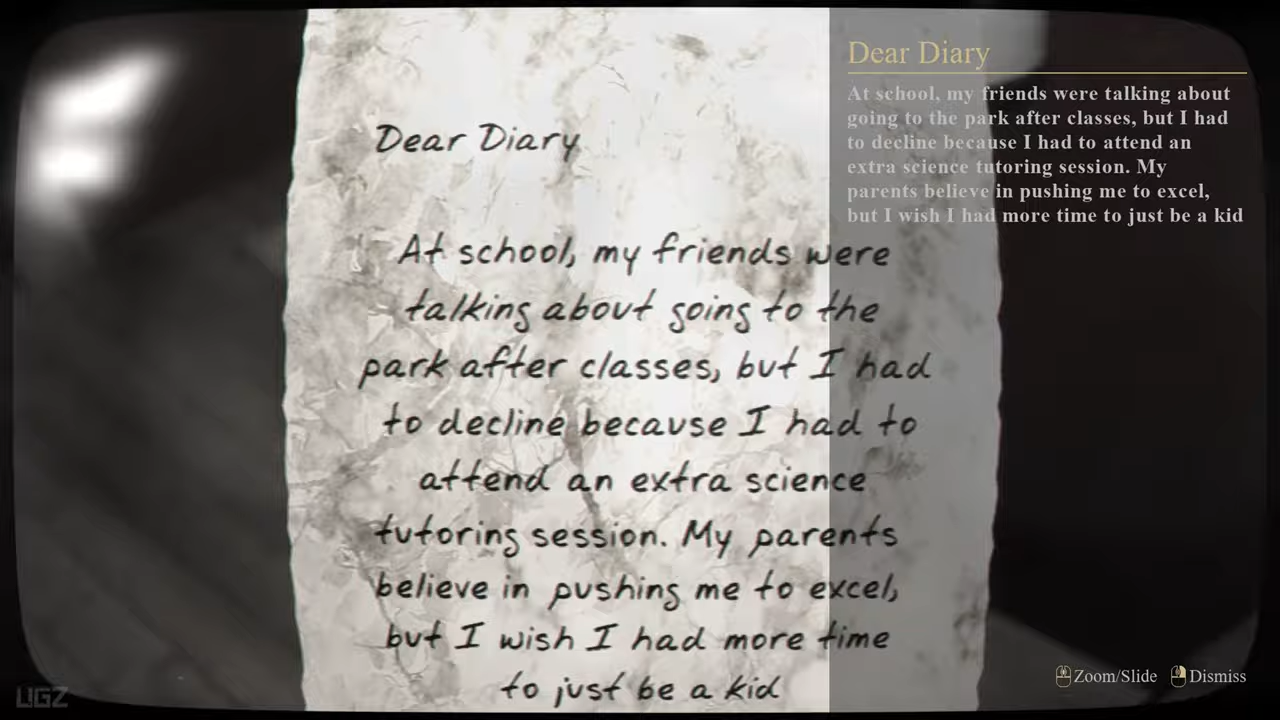 Dear Diary
At school, my friends were
talking about going to the
park after classes, but I had
to decline because I had to
attend an extra science
tutoring session. My parents
believe in pushing me to excel,
but I wish I had more time
to just be a kid
Dear Diary
At school, my friends were talking about
going to the park after classes, but I had
to decline because I had to attend an
extra science tutoring session. My
parents believe in pushing me to excel,
but I wish I had more time to just be a kid
Zoom/Slide
Dismiss
UGZ